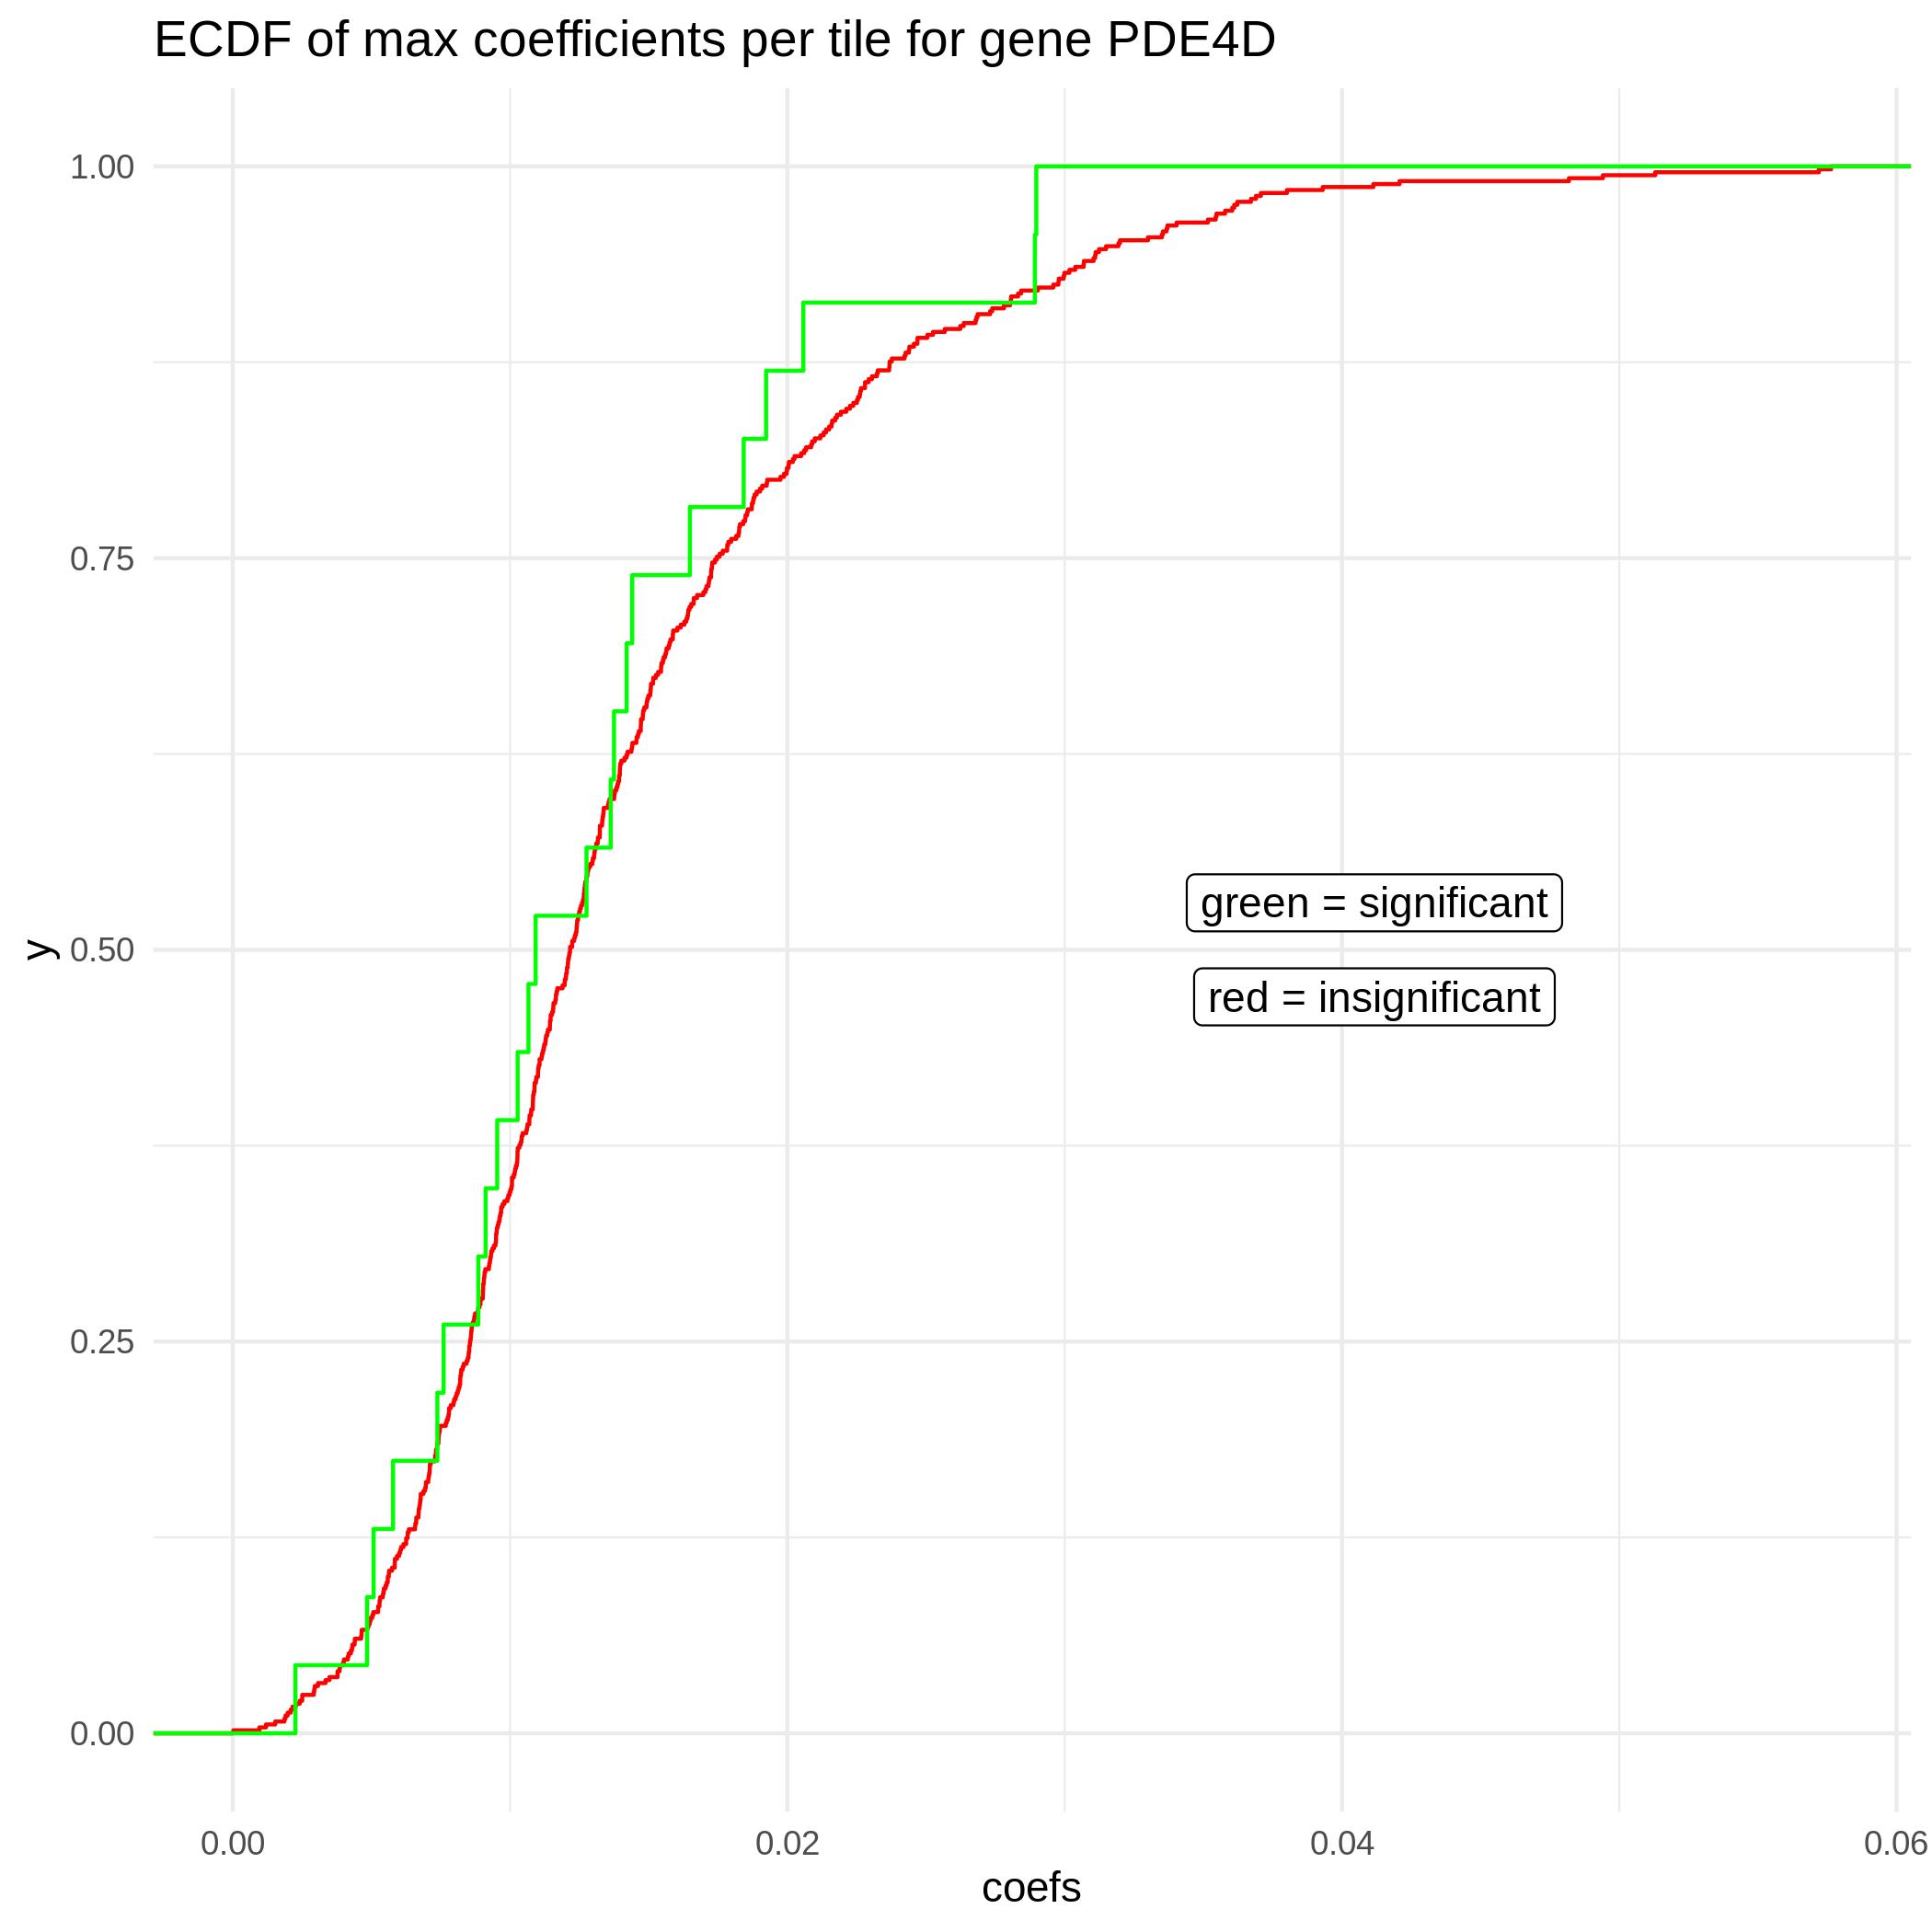 ECDF of max coefficients per tile for gene PDE4D
1.00
0.75
0.50
0.25
0.00
y
green = significant
red = insignificant
0.00 0.02 0.04 0.06
coefs